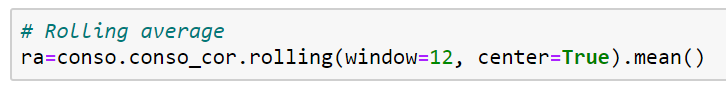 # Rolling average
ra=conso.conso_cor.rolling(window=12, center=True).mean()